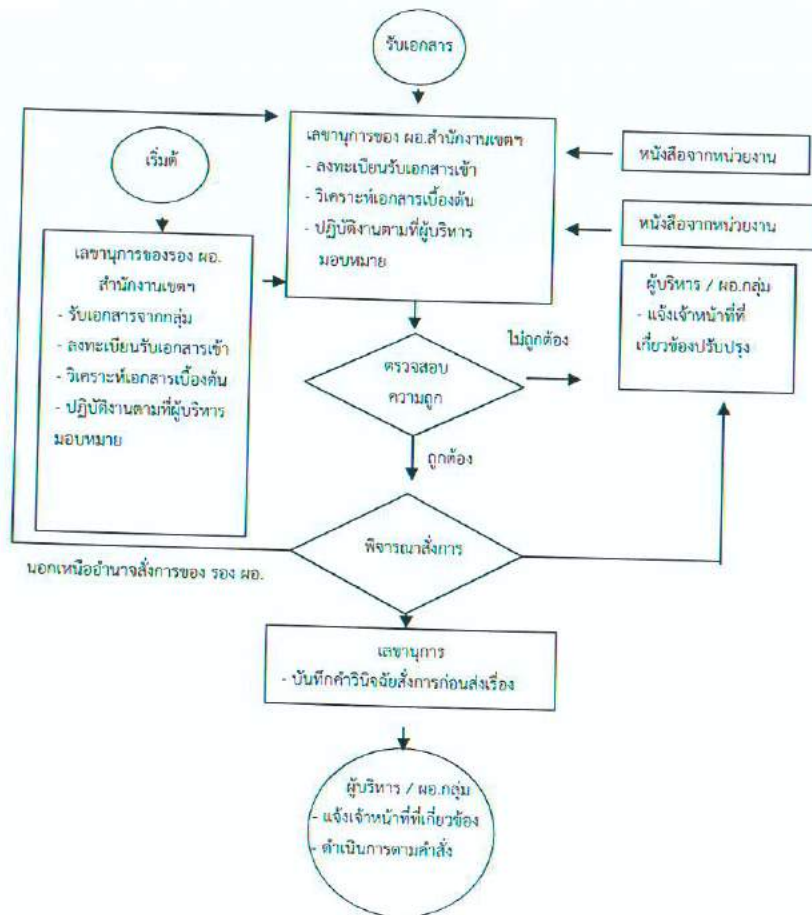 รับเอกสาร
เลขานุการของ ผอ.สำนักงานเขตฯ
- ลงทะเบียนรับเอกสารเข้า
- วิเคราะห์เอกสารเบื้องต้น
- ปฏิบัติงานตามที่ผู้บริหาร
มอบหมาย
เริ่มต้
หนังสือจากหน่วยงาน
หนังสือจากหน่วยงาน
เลขานุการของรอง ผอ.
สำนักงานเขตฯ
- รับเอกสารจากกลุ่ม
- ลงทะเบียนรับเอกสารเข้า
- วิเคราะห์เอกสารเบื้องต้น
- ปฏิบัติงานตามที่ผู้บริหาร
มอบหมาย
ผู้บริหาร / ผอ.กลุ่ม
- แจ้งเจ้าหน้าที่ที่
เกี่ยวข้องปรับปรุง
ไม่ถูกต้อง
ตรวจสอบ
ความถูก
ถูกต้อง
พิจารณาสั่งการ
นอกเหนืออำนาจสั่งการของ รอง ผอ.
เลขานุการ
- บันทึกคำวินิจฉัยสั่งการก่อนส่งเรื่อง
ผู้บริหาร / ผอ.กลุ่ม
- แจ้งเจ้าหน้าที่ที่เกี่ยวข้อง
- ดำเนินการตามคำสั่ง